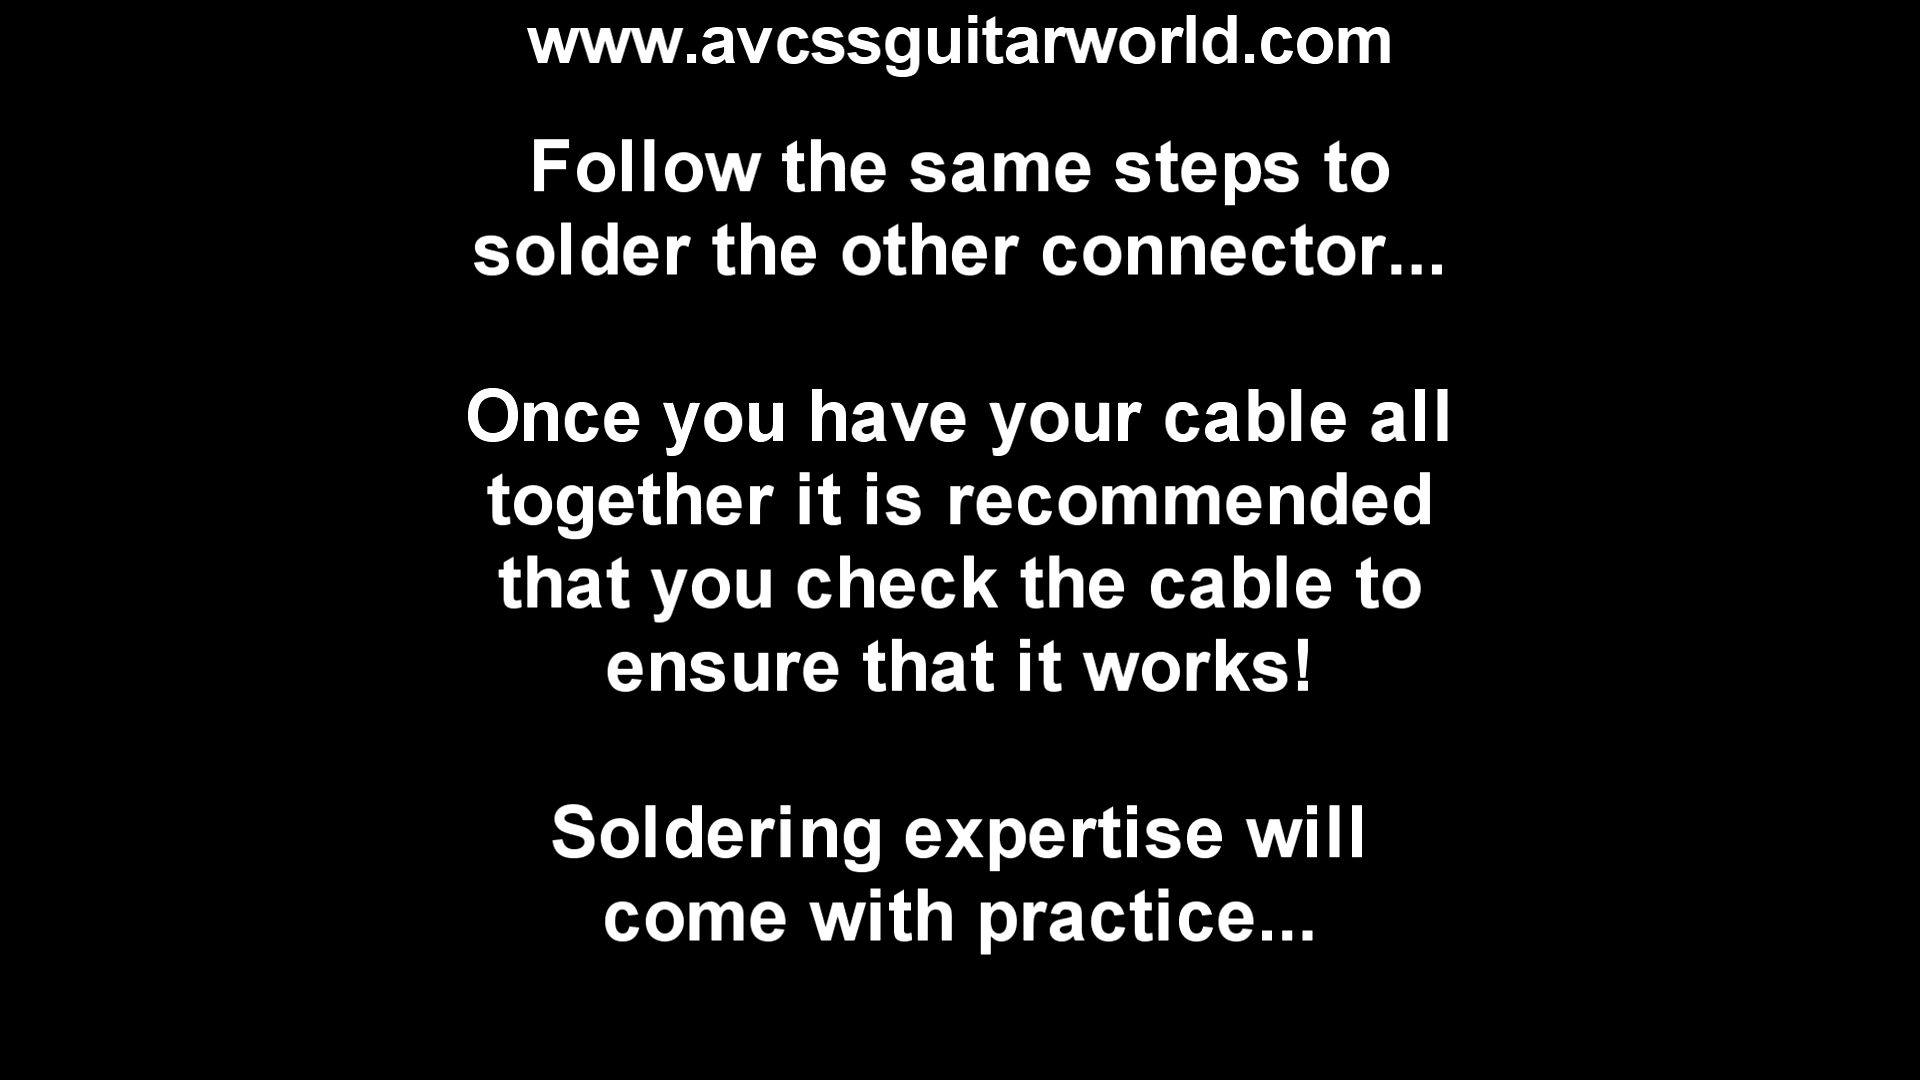 www.avcssguitarworld.com
Follow the same steps to
solder the other connector...
Once you have your cable all
together it is recommended
that you check the cable to
ensure that it works!
Soldering expertise will
come with practice...